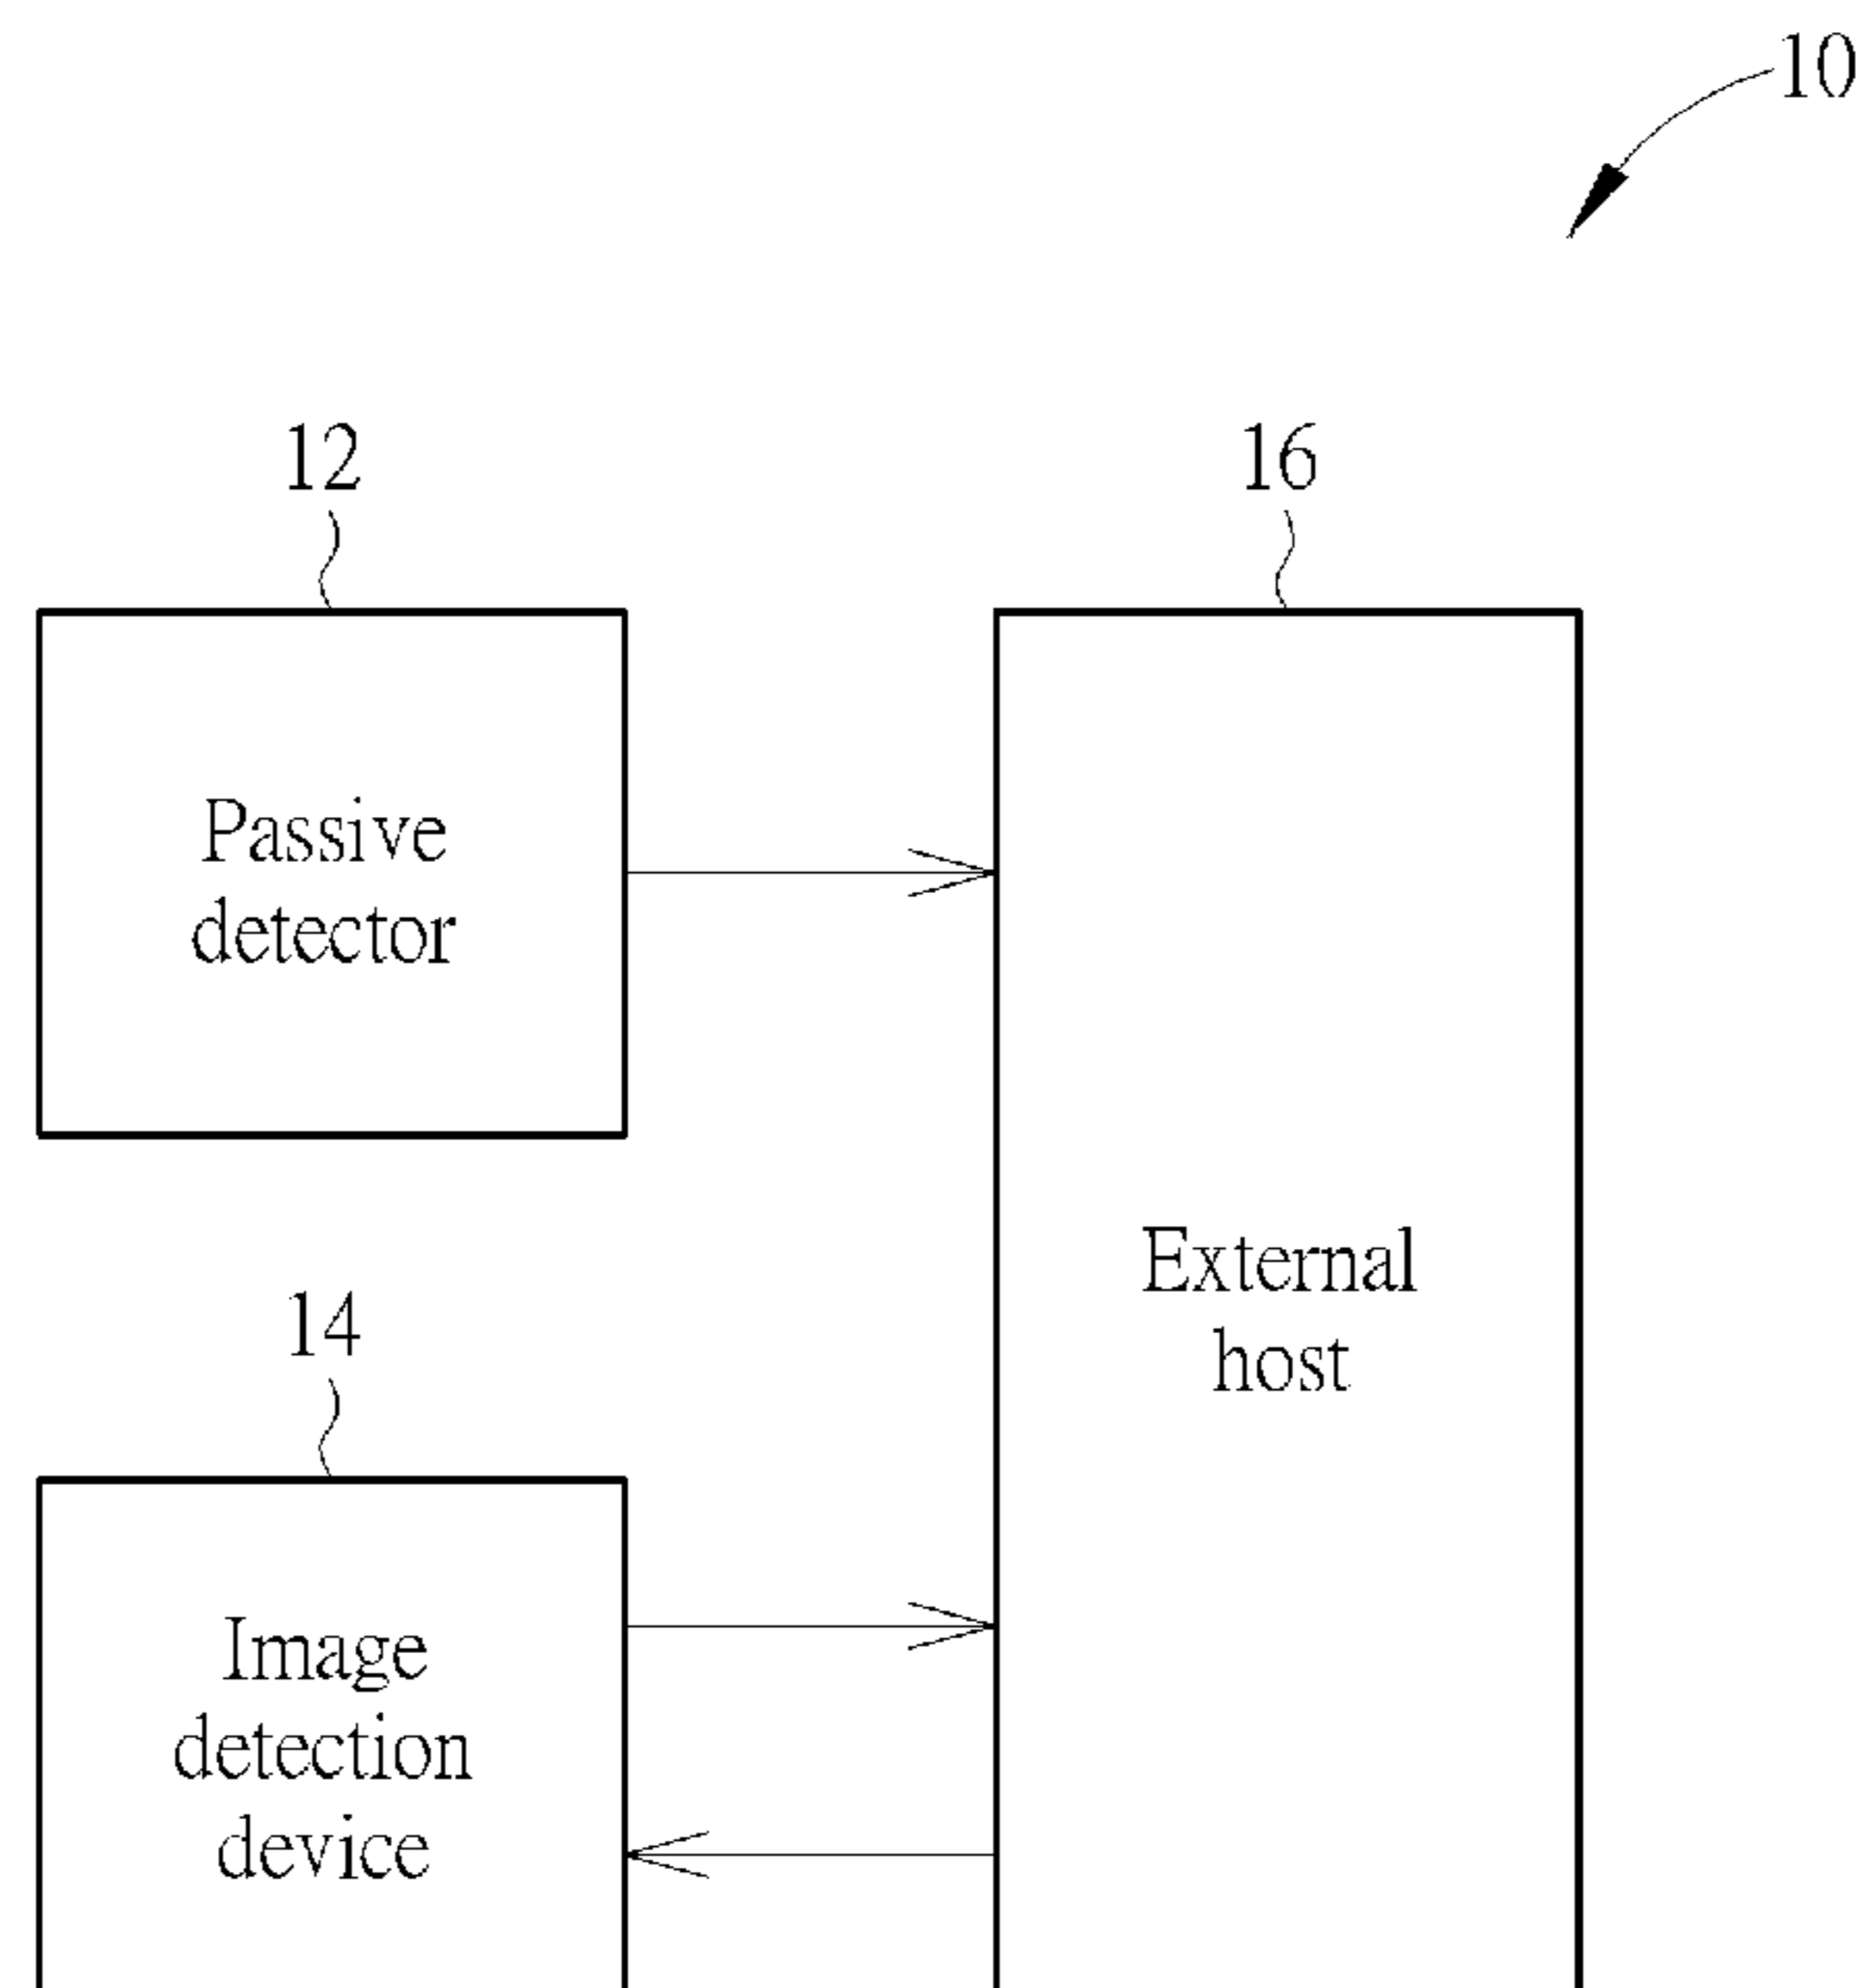 10
12
16
Passive
detector
External
host
14
Image
detection
device